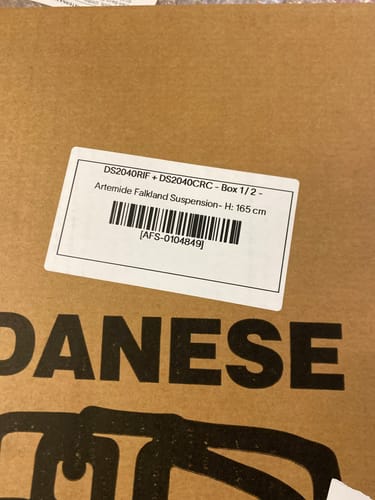 DS2040RIF + DS2040CRC - Box 1/2 -
Artemide Falkland Suspension- H: 165 cm
[AFS-0104849]
DANESE